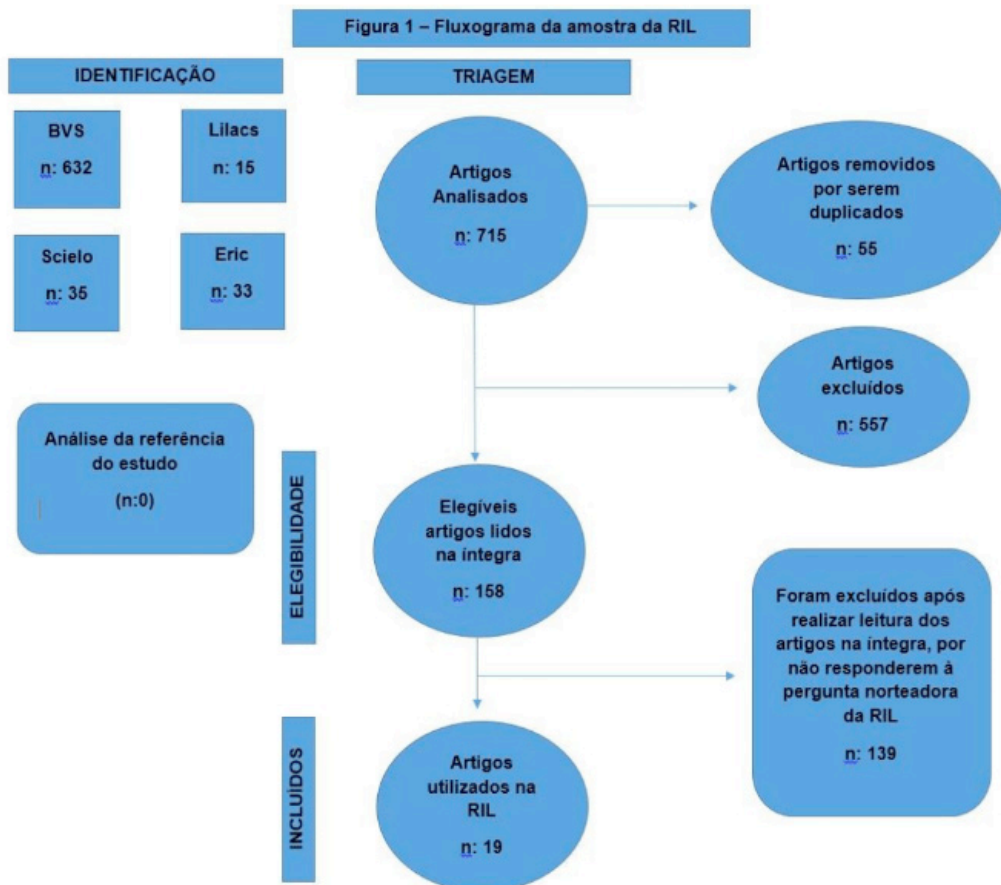 Figura 1 – Fluxograma da amostra da RIL
IDENTIFICAÇÃO
TRIAGEM
BVS
n: 632
Lilacs
n: 15
Scielo
n: 35
Eric
n: 33
Artigos
Analisados
n: 715
Artigos removidos
por serem
duplicados
n: 55
Artigos
excluídos
n: 557
Análise da referência
do estudo
(n:0)
ELEGIBILIDADE
Elegíveis
artigos lidos
na íntegra
n: 158
Foram excluídos após
realizar leitura dos
artigos na íntegra, por
não responderem à
pergunta norteadora
da RIL
n: 139
INCLUÍDOS
Artigos
utilizados na
RIL
n: 19